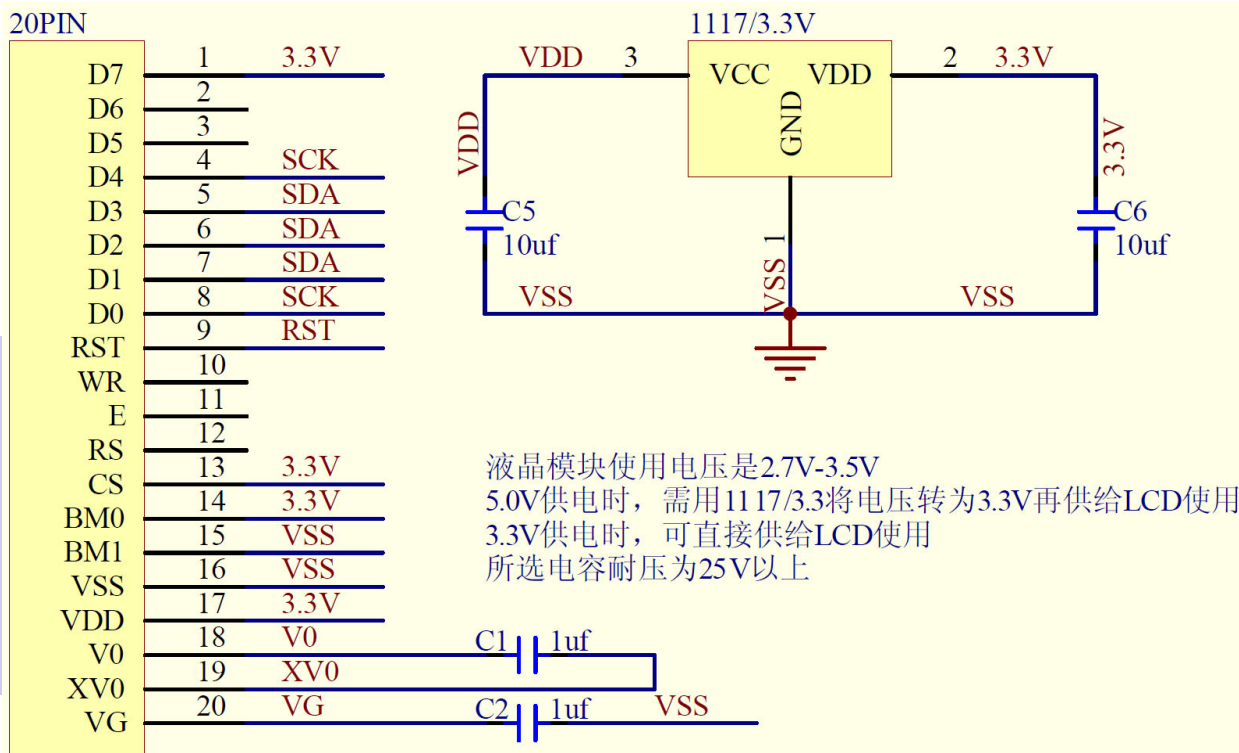 20PIN
D7 1 3.3V
D6 2
D5 3
D4 4 SCK
D3 5 SDA
D2 6 SDA
D1 7 SDA
D0 8 SCK
RST 9 RST
WR 10
E 11
RS 12
CS 13 3.3V
BM0 14 3.3V
BM1 15 VSS
VSS 16 VSS
VDD 17 3.3V
V0 18 V0 C1 1uf
XV0 19 XV0
VG 20 VG C2 1uf VSS
1117/3.3V
VDD 3 VCC VDD 2 3.3V
GND
VDD
3.3V
C5
10uf
C6
10uf
VSS 1
VSS
VSS
液晶模块使用电压是2.7V-3.5V
5.0V供电时，需用1117/3.3将电压转为3.3V再供给LCD使用
3.3V供电时，可直接供给LCD使用
所选电容耐压为25V以上